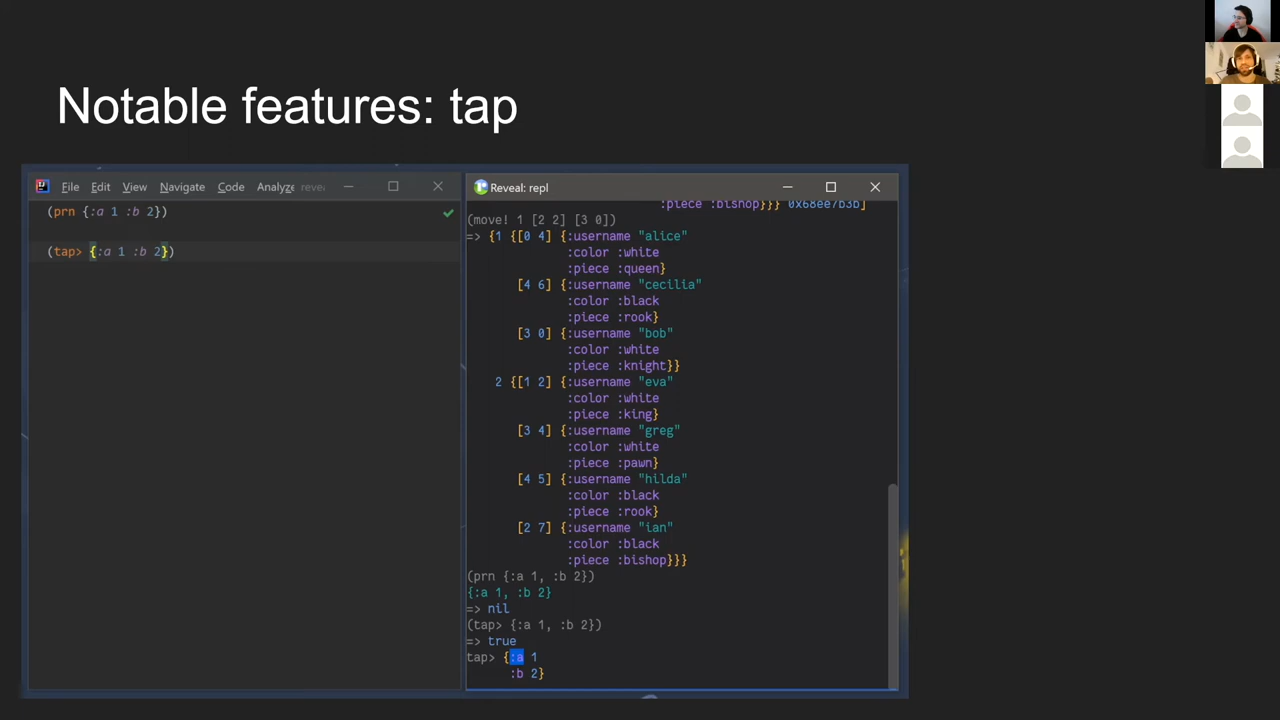 Notable features: tap
File Edit View Navigate Code Analyze revea
(prn {:a 1 :b 2})
(tap> {:a 1 :b 2})
Reveal: repl
:piece :bishop}}} 0x68ee7b3b]
(move! 1 [2 2] [3 0])
=> {1 {[0 4] {:username "alice"
:color :white
:piece :queen}
[4 6] {:username "cecilia"
:color :black
:piece :rook}
[3 0] {:username "bob"
:color :white
:piece :knight}}
2 {[1 2] {:username "eva"
:color :white
:piece :king}
[3 4] {:username "greg"
:color :white
:piece :pawn}
[4 5] {:username "hilda"
:color :black
:piece :rook}
[2 7] {:username "ian"
:color :black
:piece :bishop}}}
(prn {:a 1, :b 2})
{:a 1, :b 2}
=> nil
(tap> {:a 1, :b 2})
=> true
tap> {:a 1
:b 2}